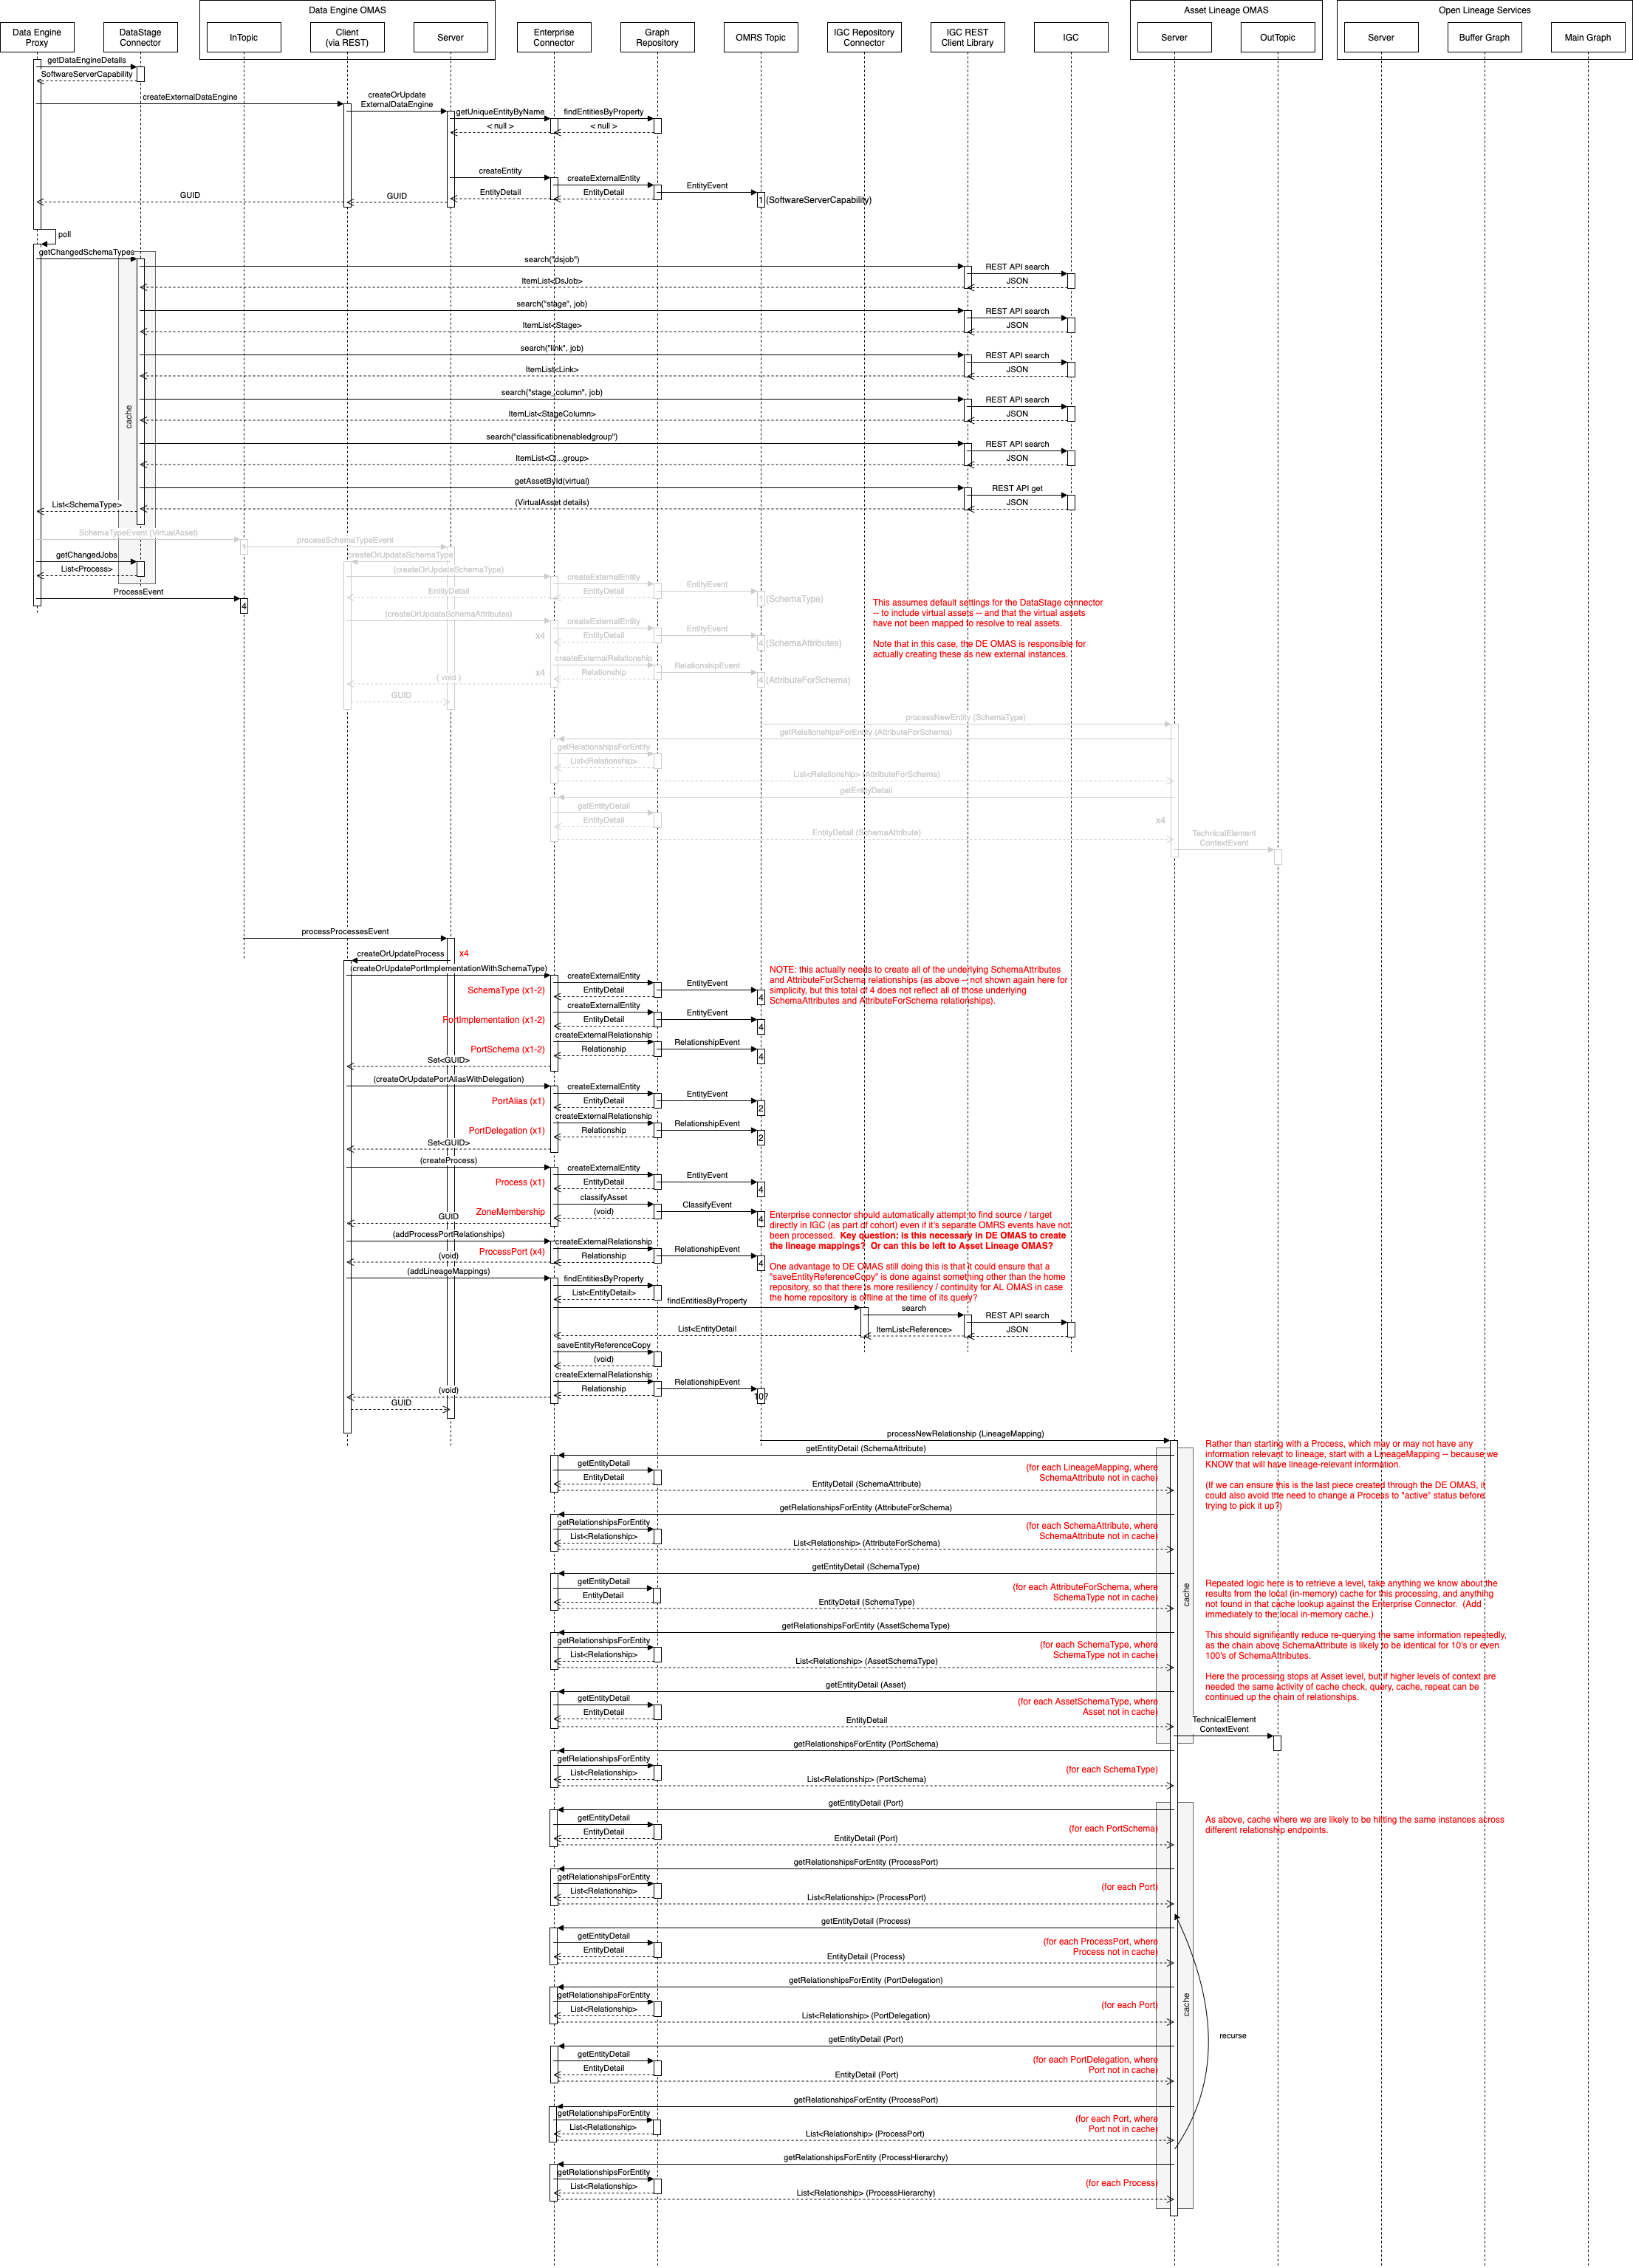 Data Engine OMAS
Asset Lineage OMAS
Open Lineage Services
Data Engine
Proxy
DataStage
Connector
InTopic
Client
(via REST)
Server
Enterprise
Connector
Graph
Repository
OMRS Topic
IGC Repository
Connector
IGC REST
Client Library
IGC
Server
OutTopic
Server
Buffer Graph
Main Graph
getDataEngineDetails
SoftwareServerCapability
createExternalDataEngine
createOrUpdate
ExternalDataEngine
getUniqueEntityByName
findEntitiesByProperty
< null >
< null >
createEntity
createExternalEntity
EntityEvent
EntityDetail
EntityDetail
1
(SoftwareServerCapability)
GUID
GUID
poll
getChangedSchemaTypes
search("dsjob")
REST API search
ItemList<DsJob>
JSON
search("stage", job)
REST API search
ItemList<Stage>
JSON
search("link", job)
REST API search
ItemList<Link>
JSON
search("stage_column", job)
REST API search
ItemList<StageColumn>
JSON
cache
search("classificationenabledgroup")
REST API search
ItemList<Cl...group>
JSON
getAssetById(virtual)
REST API get
(VirtualAsset details)
JSON
List<SchemaType>
SchemaTypeEvent (VirtualAsset)
1
processSchemaTypeEvent
getChangedJobs
createOrUpdateSchemaType
List<Process>
(createOrUpdateSchemaType)
createExternalEntity
EntityEvent
EntityDetail
EntityDetail
1
(SchemaType)
ProcessEvent
4
(createOrUpdateSchemaAttributes)
createExternalEntity
EntityEvent
x4
EntityDetail
4
(SchemaAttributes)
createExternalRelationship
RelationshipEvent
x4
Relationship
4
(AttributeForSchema)
( void )
GUID
This assumes default settings for the DataStage connector
-- to include virtual assets -- and that the virtual assets
have not been mapped to resolve to real assets.
Note that in this case, the DE OMAS is responsible for
actually creating these as new external instances.
processNewEntity (SchemaType)
getRelationshipsForEntity (AttributeForSchema)
getRelationshipsForEntity
List<Relationship>
List<Relationship> (AttributeForSchema)
getEntityDetail
getEntityDetail
EntityDetail
x4
EntityDetail (SchemaAttribute)
TechnicalElement
ContextEvent
processProcessesEvent
createOrUpdateProcess
x4
(createOrUpdatePortImplementationWithSchemaType)
createExternalEntity
EntityEvent
SchemaType (x1-2)
EntityDetail
4
createExternalEntity
EntityEvent
PortImplementation (x1-2)
EntityDetail
4
createExternalRelationship
RelationshipEvent
PortSchema (x1-2)
Relationship
4
Set<GUID>
NOTE: this actually needs to create all of the underlying SchemaAttributes
and AttributeForSchema relationships (as above -- not shown again here for
simplicity, but this total of 4 does not reflect all of those underlying
SchemaAttributes and AttributeForSchema relationships).
(createOrUpdatePortAliasWithDelegation)
createExternalEntity
EntityEvent
PortAlias (x1)
EntityDetail
2
createExternalRelationship
RelationshipEvent
PortDelegation (x1)
Relationship
2
Set<GUID>
(createProcess)
createExternalEntity
EntityEvent
Process (x1)
EntityDetail
4
classifyAsset
ClassifyEvent
ZoneMembership
(void)
4
GUID
(addProcessPortRelationships)
createExternalRelationship
RelationshipEvent
ProcessPort (x4)
Relationship
4
(void)
Enterprise connector should automatically attempt to find source / target
directly in IGC (as part of cohort) even if it's separate OMRS events have not
been processed. Key question: is this necessary in DE OMAS to create
the lineage mappings? Or can this be left to Asset Lineage OMAS?
One advantage to DE OMAS still doing this is that it could ensure that a
"saveEntityReferenceCopy" is done against something other than the home
repository, so that there is more resiliency / continuity for AL OMAS in case
the home repository is offline at the time of its query?
(addLineageMappings)
findEntitiesByProperty
List<EntityDetail>
findEntitiesByProperty
search
REST API search
List<EntityDetail
ItemList<Reference>
JSON
saveEntityReferenceCopy
(void)
createExternalRelationship
RelationshipEvent
Relationship
10?
(void)
GUID
processNewRelationship (LineageMapping)
getEntityDetail (SchemaAttribute)
getEntityDetail
EntityDetail
(for each LineageMapping, where
SchemaAttribute not in cache)
EntityDetail (SchemaAttribute)
Rather than starting with a Process, which may or may not have any
information relevant to lineage, start with a LineageMapping -- because we
KNOW that will have lineage-relevant information.
(If we can ensure this is the last piece created through the DE OMAS, it
could also avoid the need to change a Process to "active" status before
trying to pick it up?)
getRelationshipsForEntity (AttributeForSchema)
getRelationshipsForEntity
List<Relationship>
(for each SchemaAttribute, where
SchemaAttribute not in cache)
List<Relationship> (AttributeForSchema)
getEntityDetail (SchemaType)
getEntityDetail
EntityDetail
(for each AttributeForSchema, where
SchemaType not in cache)
EntityDetail (SchemaType)
cache
Repeated logic here is to retrieve a level, take anything we know about the
results from the local (in-memory) cache for this processing, and anything
not found in that cache lookup against the Enterprise Connector. (Add
immediately to the local in-memory cache.)
This should significantly reduce re-querying the same information repeatedly,
as the chain above SchemaAttribute is likely to be identical for 10's or even
100's of SchemaAttributes.
Here the processing stops at Asset level, but if higher levels of context are
needed the same activity of cache check, query, cache, repeat can be
continued up the chain of relationships.
getRelationshipsForEntity (AssetSchemaType)
getRelationshipsForEntity
List<Relationship>
(for each SchemaType, where
SchemaType not in cache)
List<Relationship> (AssetSchemaType)
getEntityDetail (Asset)
getEntityDetail
EntityDetail
(for each AssetSchemaType, where
Asset not in cache)
EntityDetail
TechnicalElement
ContextEvent
getRelationshipsForEntity (PortSchema)
getRelationshipsForEntity
List<Relationship>
(for each SchemaType)
List<Relationship> (PortSchema)
getEntityDetail (Port)
getEntityDetail
EntityDetail
(for each PortSchema)
EntityDetail (Port)
As above, cache where we are likely to be hitting the same instances across
different relationship endpoints.
getRelationshipsForEntity (ProcessPort)
getRelationshipsForEntity
List<Relationship>
(for each Port)
List<Relationship> (ProcessPort)
getEntityDetail (Process)
getEntityDetail
EntityDetail
(for each ProcessPort, where
Process not in cache)
EntityDetail (Process)
getRelationshipsForEntity (PortDelegation)
getRelationshipsForEntity
List<Relationship>
(for each Port)
List<Relationship> (PortDelegation)
cache
recurse
getEntityDetail (Port)
getEntityDetail
EntityDetail
(for each PortDelegation, where
Port not in cache)
EntityDetail (Port)
getRelationshipsForEntity (ProcessPort)
getRelationshipsForEntity
List<Relationship>
(for each Port, where
Port not in cache)
List<Relationship> (ProcessPort)
getRelationshipsForEntity (ProcessHierarchy)
getRelationshipsForEntity
List<Relationship>
(for each Process)
List<Relationship> (ProcessHierarchy)